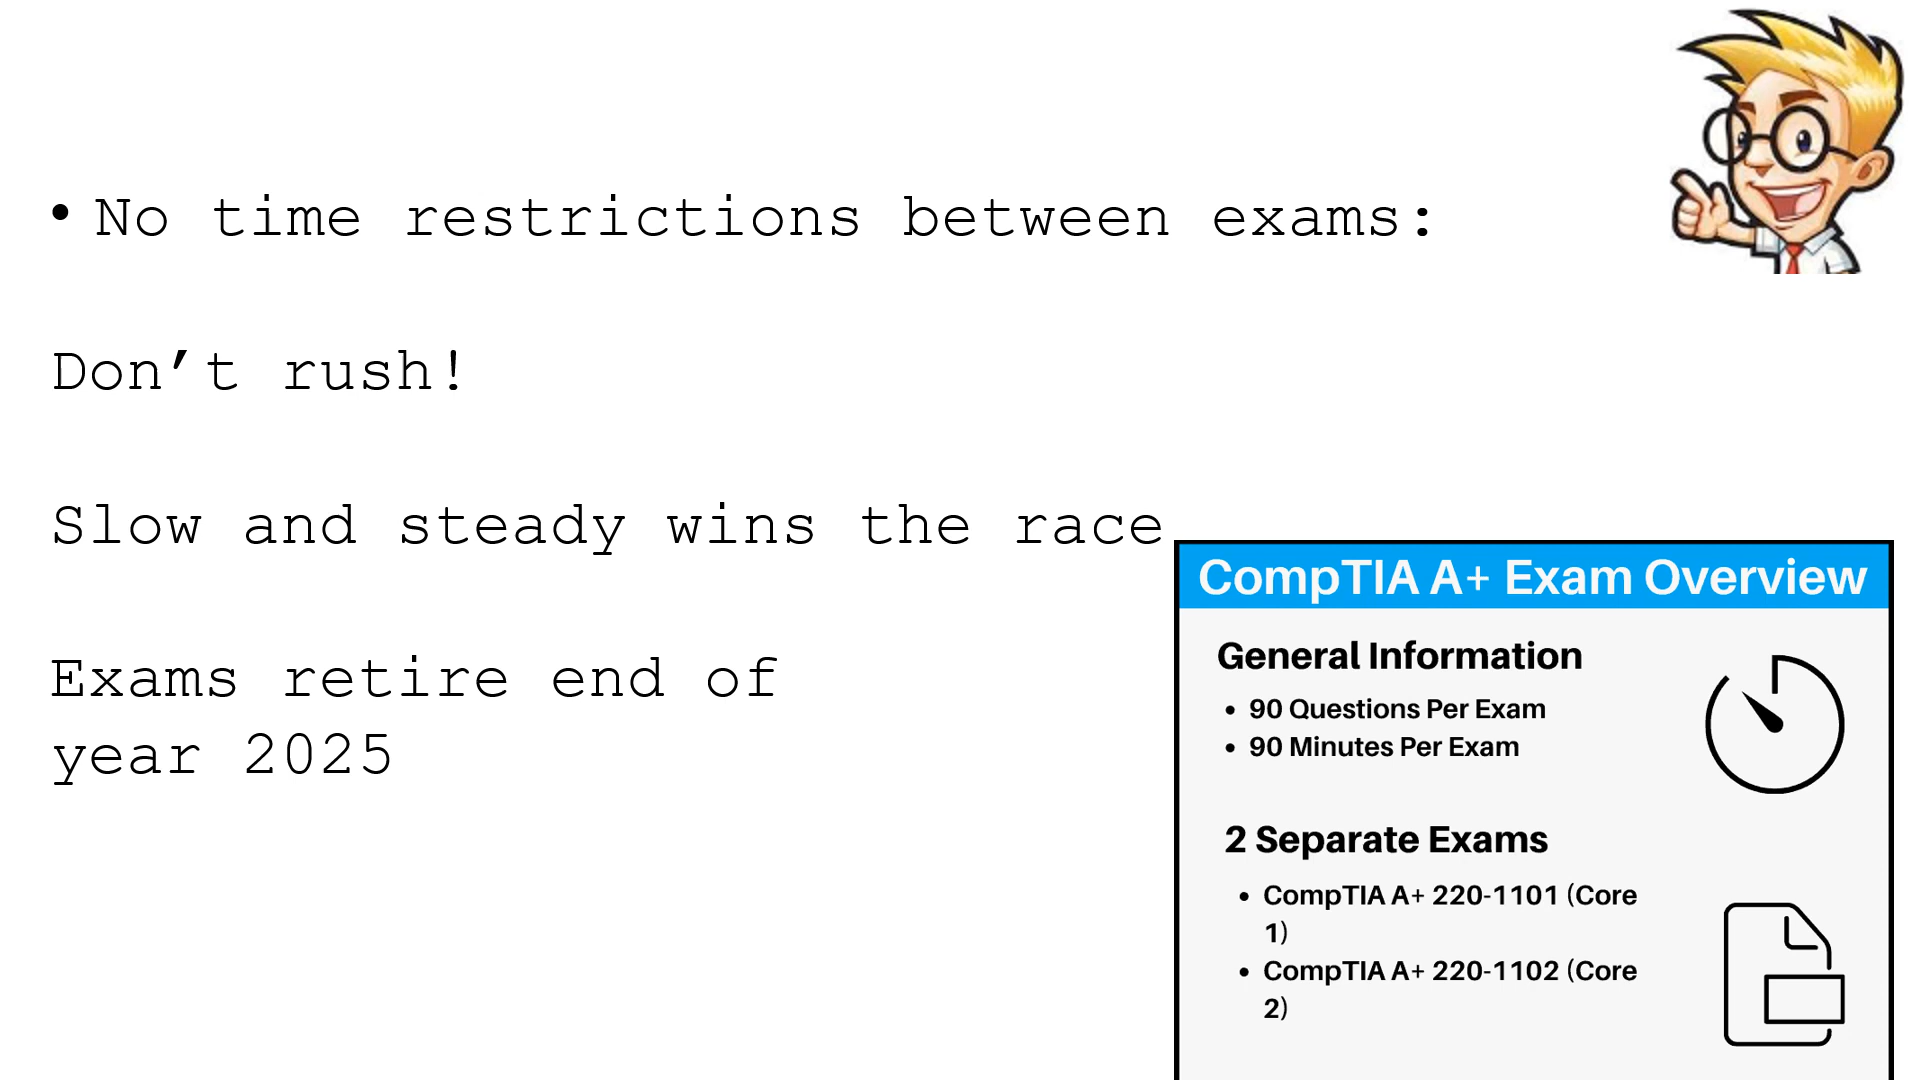 • No time restrictions between exams:
Don’t rush!
Slow and steady wins the race
Exams retire end of
year 2025
CompTIA A+ Exam Overview
General Information
• 90 Questions Per Exam
• 90 Minutes Per Exam
2 Separate Exams
• CompTIA A+ 220-1101 (Core
1)
• CompTIA A+ 220-1102 (Core
2)